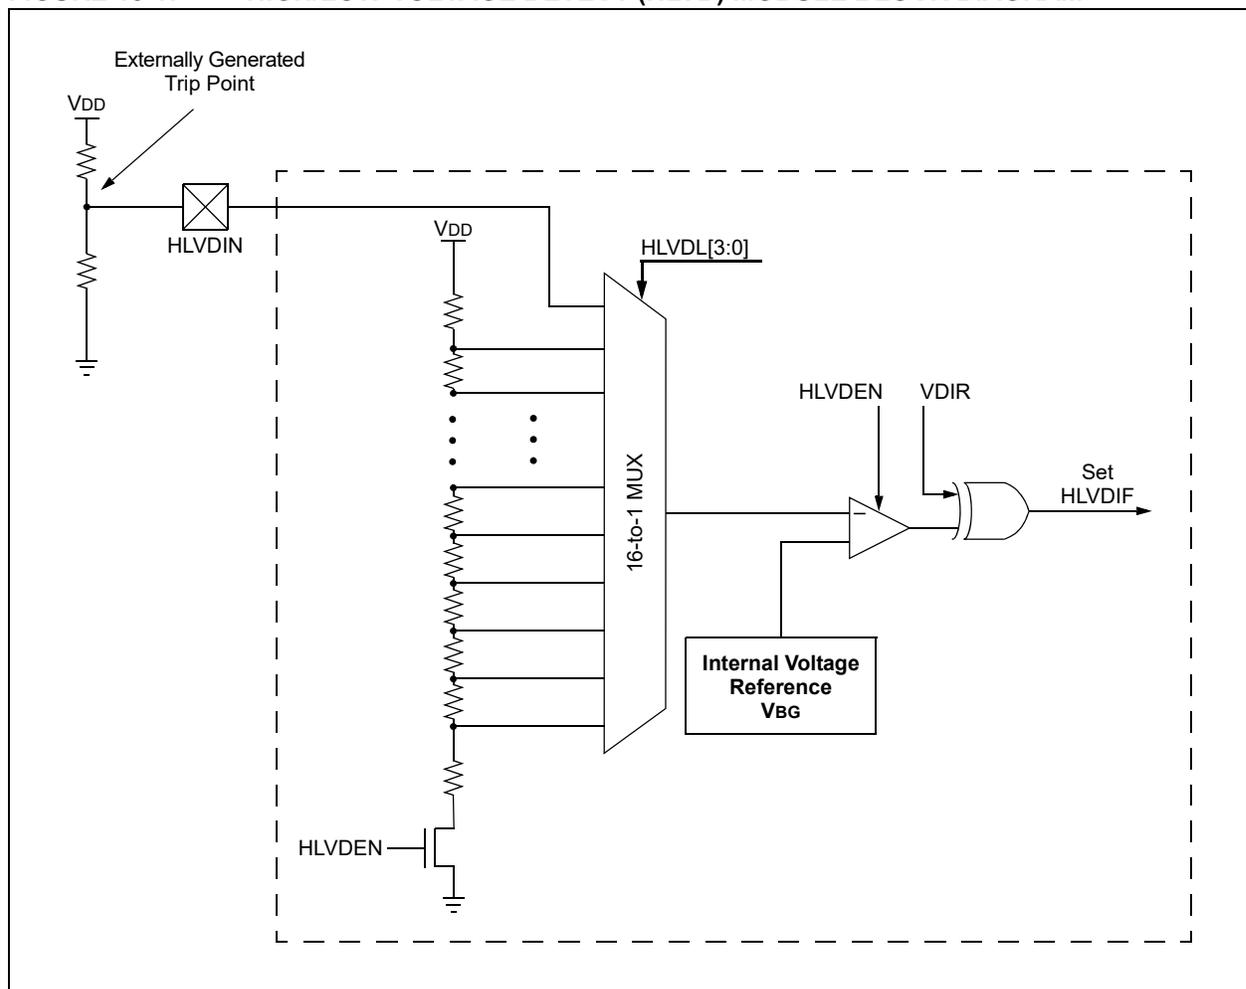 Externally Generated
Trip Point
VDD
HLVDIN
VDD
HLVDL[3:0]
16-to-1 MUX
HLVDEN
VDIR
–
Set
HLVDIF
Internal Voltage
Reference
VBG
HLVDEN